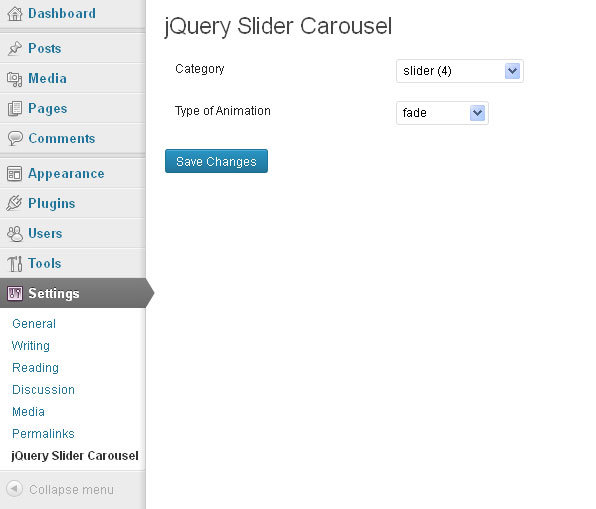 Dashboard
Posts
Media
Pages
Comments
Appearance
Plugins
Users
Tools
Settings
General
Writing
Reading
Discussion
Media
Permalinks
jQuery Slider Carousel
Collapse menu
jQuery Slider Carousel
Category
slider (4)
Type of Animation
fade
Save Changes